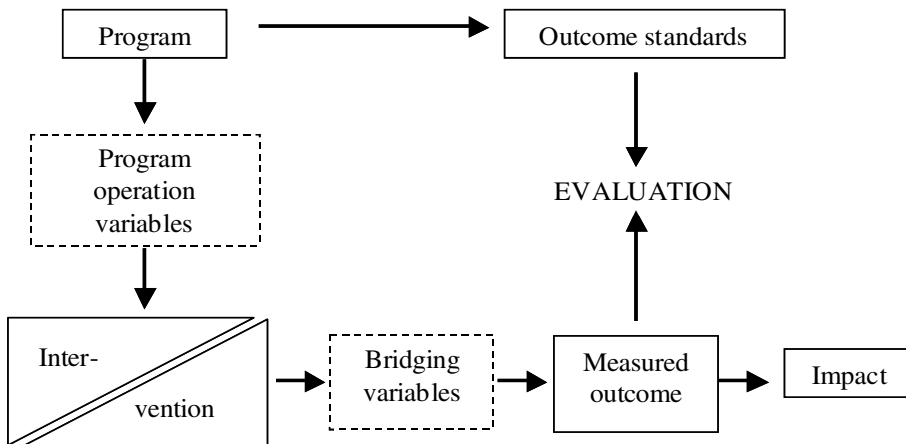 Program
Outcome standards
Program
operation
variables
EVALUATION
Inter-
vention
Bridging
variables
Measured
outcome
Impact